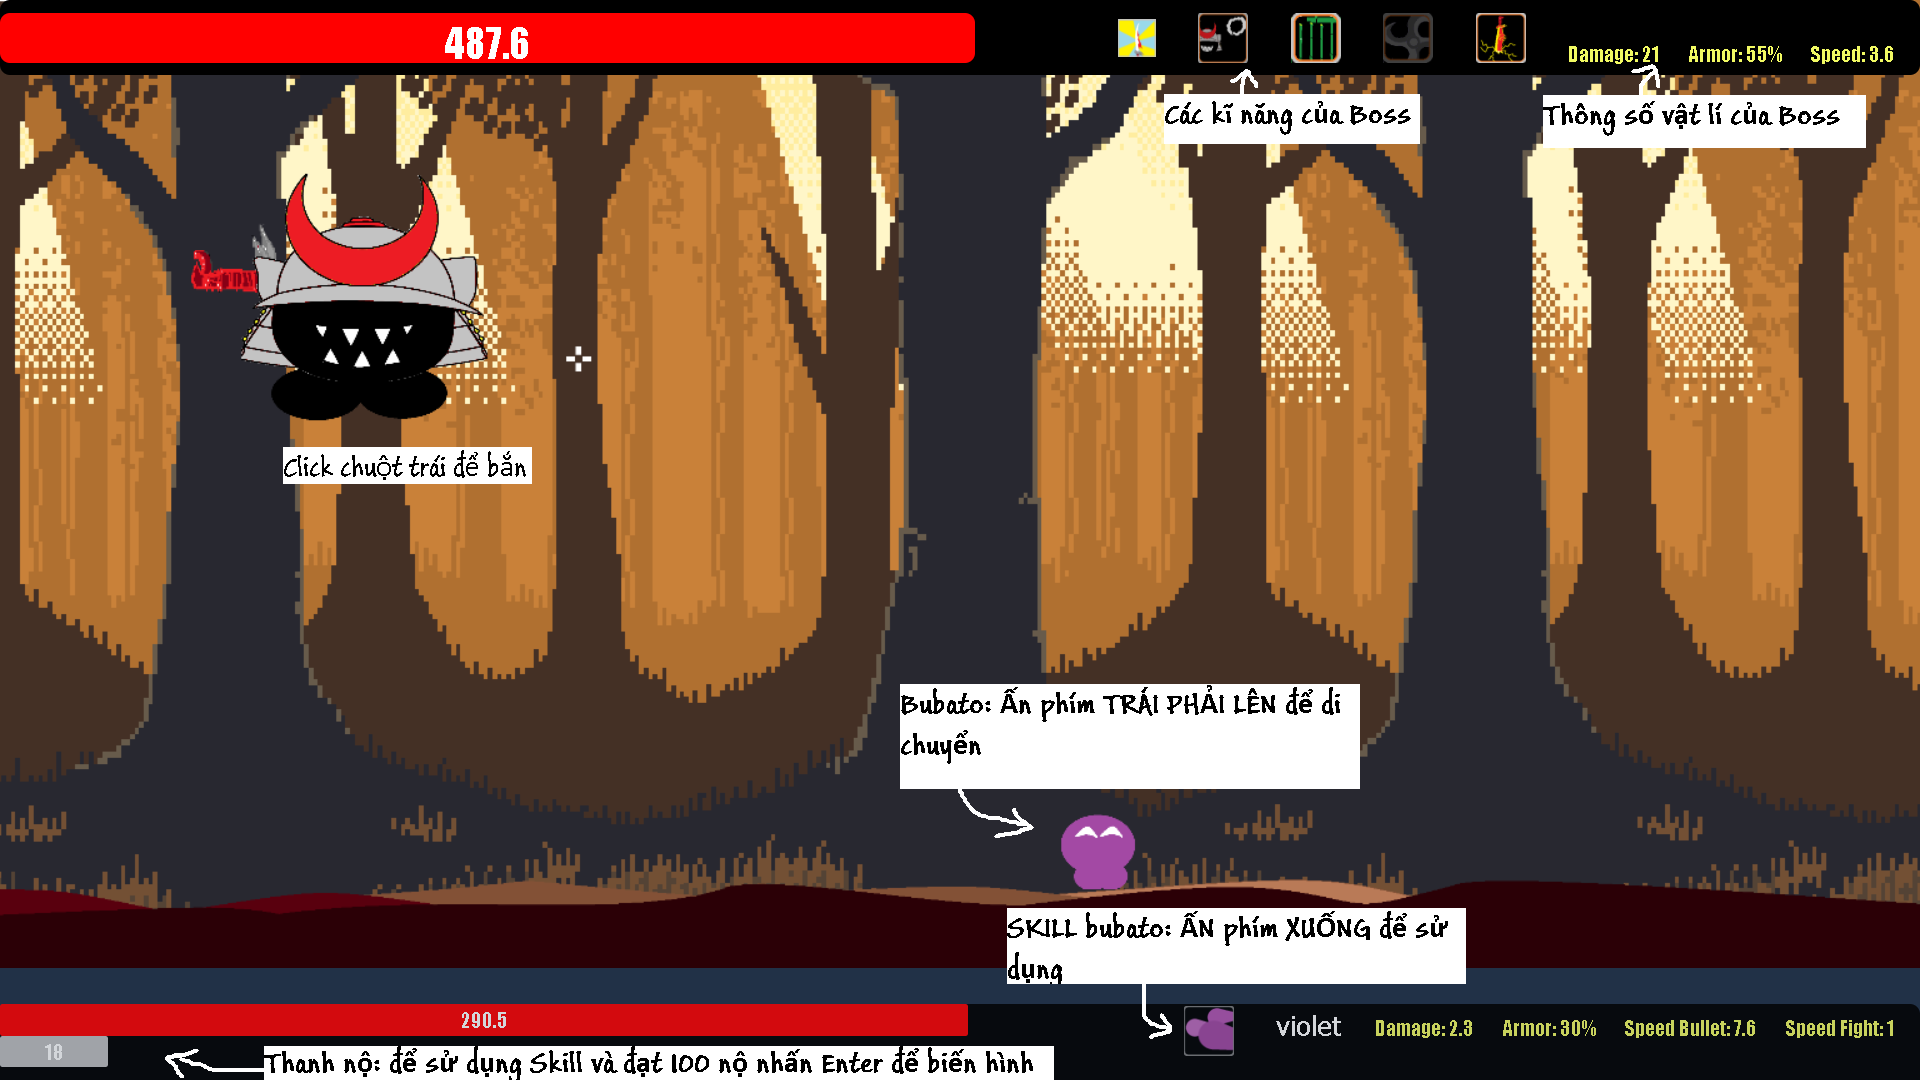 487.6
Damage: 21 Armor: 55% Speed: 3.6
Các kĩ năng của Boss
Thông số vật lí của Boss
Click chuột trái để bắn
Bubato: Ấn phím TRÁI PHẢI LÊN để di
chuyển
SKILL bubato: ẤN phím XUỐNG để sử
dụng
290.5
violet Damage: 2.3 Armor: 30% Speed Bullet: 7.6 Speed Fight: 1
18
Thanh nộ: để sử dụng Skill và đạt 100 nộ nhấn Enter để biến hình